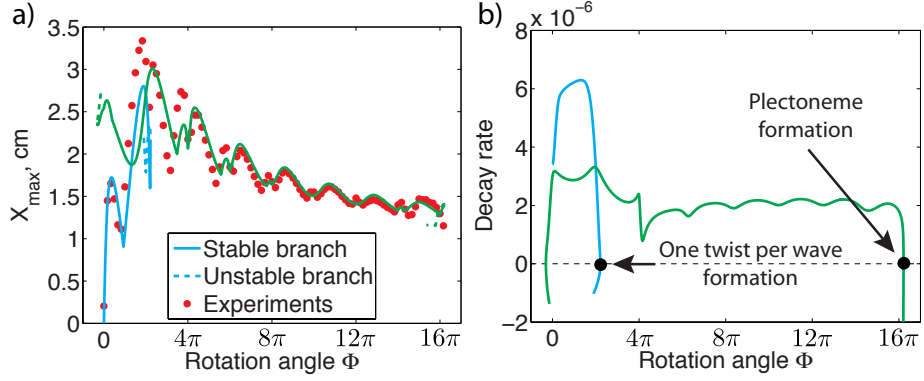 a)
X_max, cm
3.5
3
2.5
2
1.5
1
0.5
0
Stable branch
Unstable branch
Experiments
0
4π
8π
12π
16π
Rotation angle Φ
b)
x 10^-6
Decay rate
8
6
4
2
0
−2
Plectoneme
formation
One twist per wave
formation
0
4π
8π
12π
16π
Rotation angle Φ